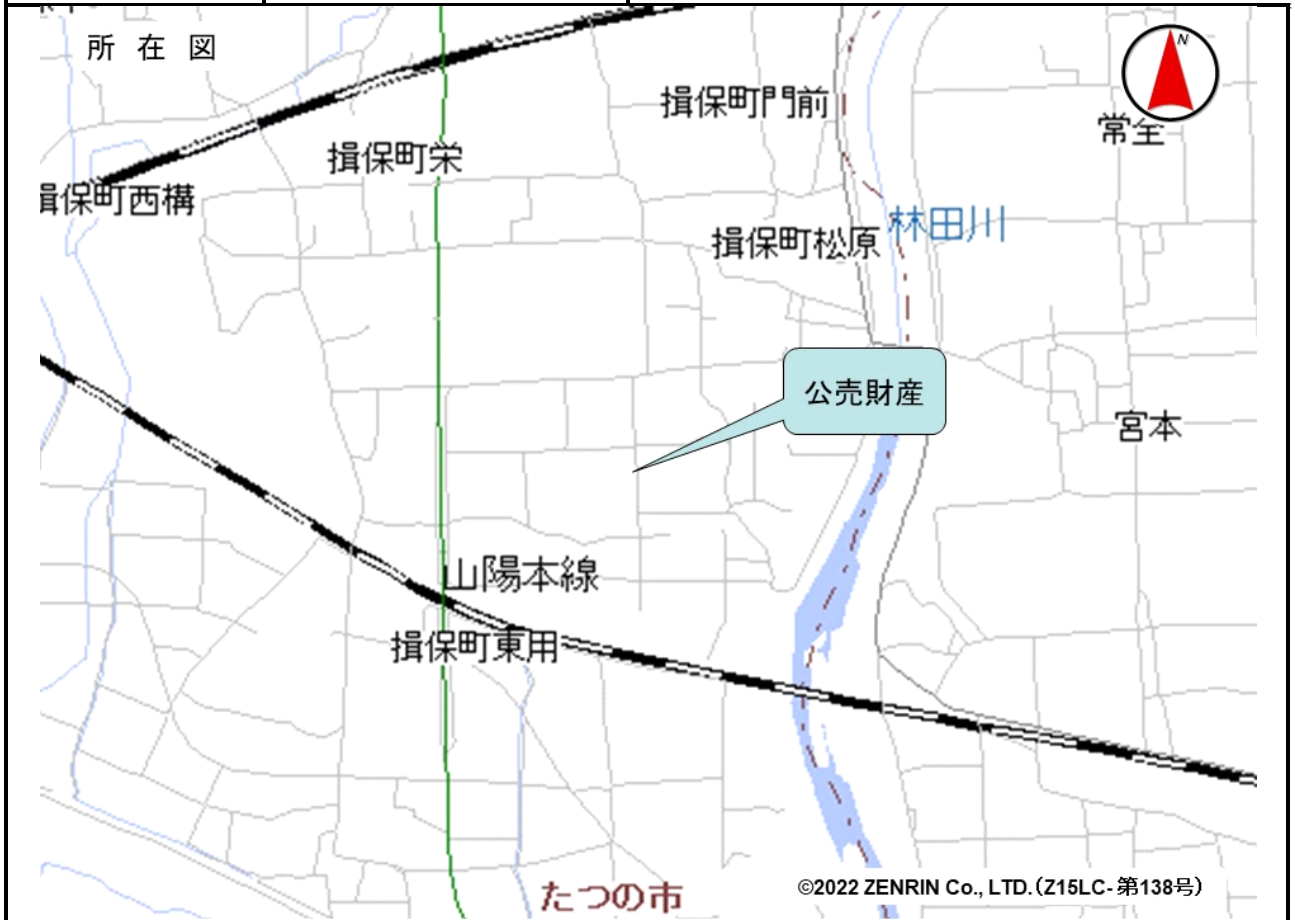 所在図
N
揖保町門前
常全
揖保町栄
揖保町西構
林田川
揖保町松原
公売財産
宮本
山陽本線
揖保町東用
たつの市
©2022 ZENRIN Co., LTD.(Z15LC-第138号)